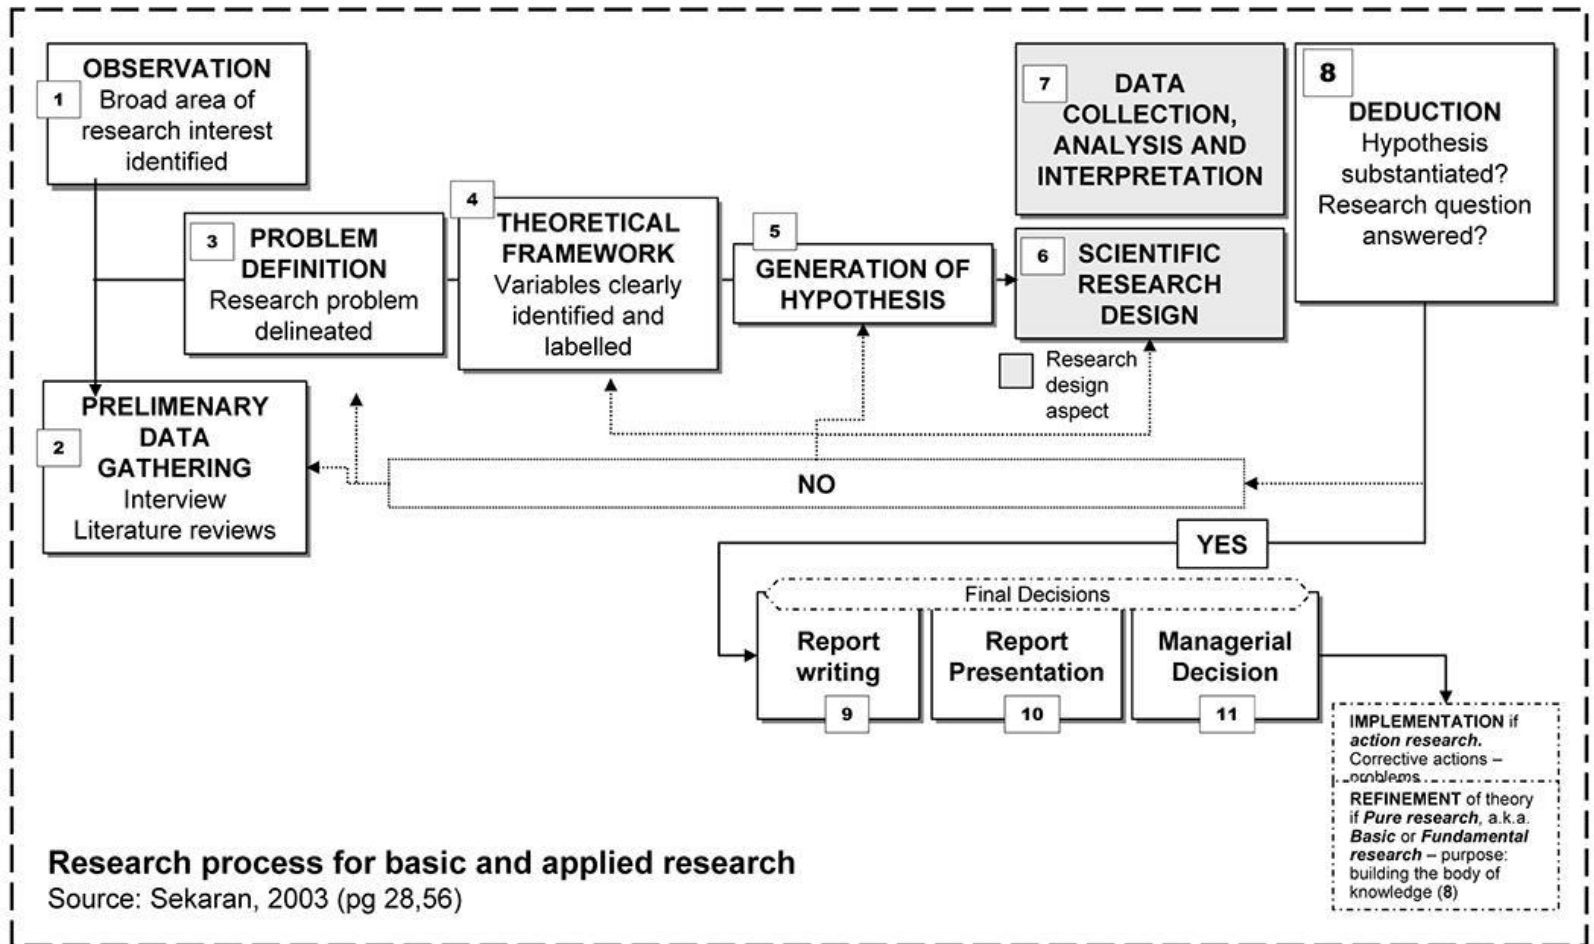 OBSERVATION
1
Broad area of
research interest
identified
PRELIMENARY
DATA
2
GATHERING
Interview
Literature reviews
3
PROBLEM
DEFINITION
Research problem
delineated
4
THEORETICAL
FRAMEWORK
Variables clearly
identified and
labelled
5
GENERATION OF
HYPOTHESIS
6
SCIENTIFIC
RESEARCH
DESIGN
Research
design
aspect
7
DATA
COLLECTION,
ANALYSIS AND
INTERPRETATION
8
DEDUCTION
Hypothesis
substantiated?
Research question
answered?
NO
YES
Final Decisions
Report
writing
9
Report
Presentation
10
Managerial
Decision
11
IMPLEMENTATION if
action research.
Corrective actions –
problems
REFINEMENT of theory
if Pure research, a.k.a.
Basic or Fundamental
research – purpose:
building the body of
knowledge (8)
Research process for basic and applied research
Source: Sekaran, 2003 (pg 28,56)